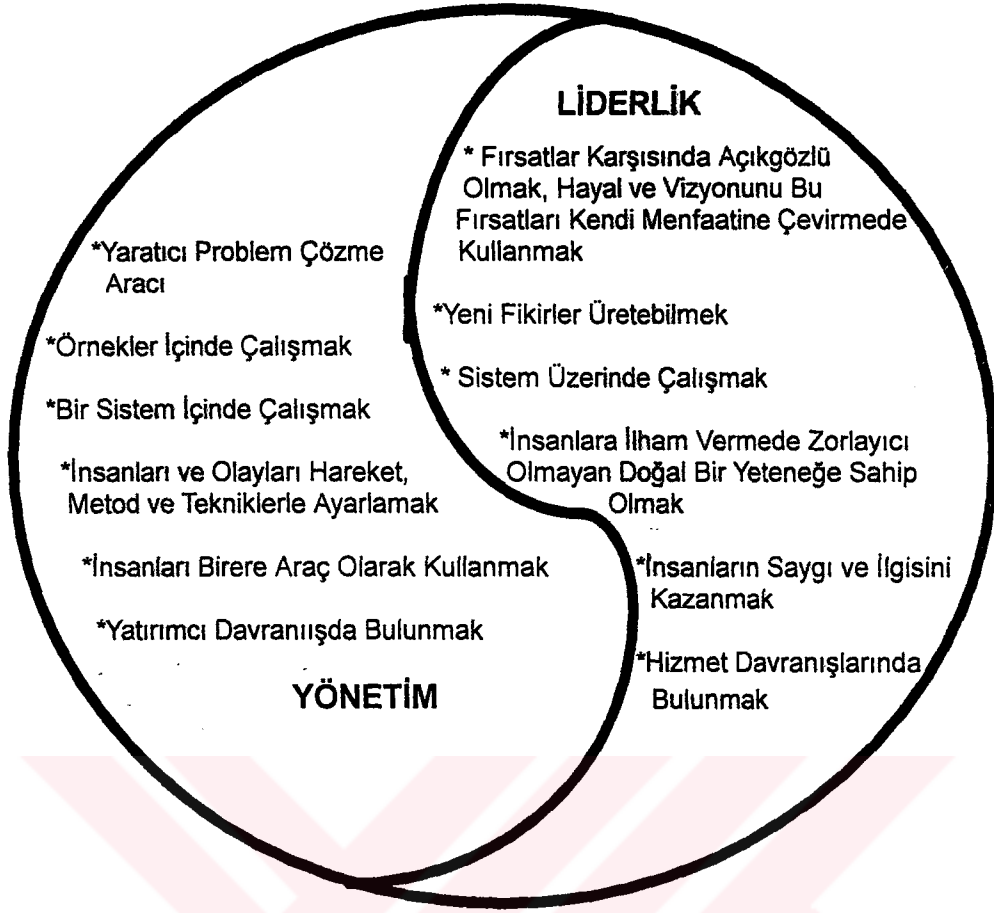 LİDERLİK
* Fırsatlar Karşısında Açıkgözlü
Olmak, Hayal ve Vizyonunu Bu
Fırsatları Kendi Menfaatine Çevirmede
Kullanmak
*Yeni Fikirler Üretebilmek
* Sistem Üzerinde Çalışmak
*İnsanlara İlham Vermede Zorlayıcı
Olmayan Doğal Bir Yeteneğe Sahip
Olmak
*İnsanların Saygı ve İlgisini
Kazanmak
*Hizmet Davranışlarında
Bulunmak
*Yaratıcı Problem Çözme
Aracı
*Örnekler İçinde Çalışmak
*Bir Sistem İçinde Çalışmak
*İnsanları ve Olayları Hareket,
Metod ve Tekniklerle Ayarlamak
*İnsanları Birere Araç Olarak Kullanmak
*Yatırımcı Davranıışda Bulunmak
YÖNETİM